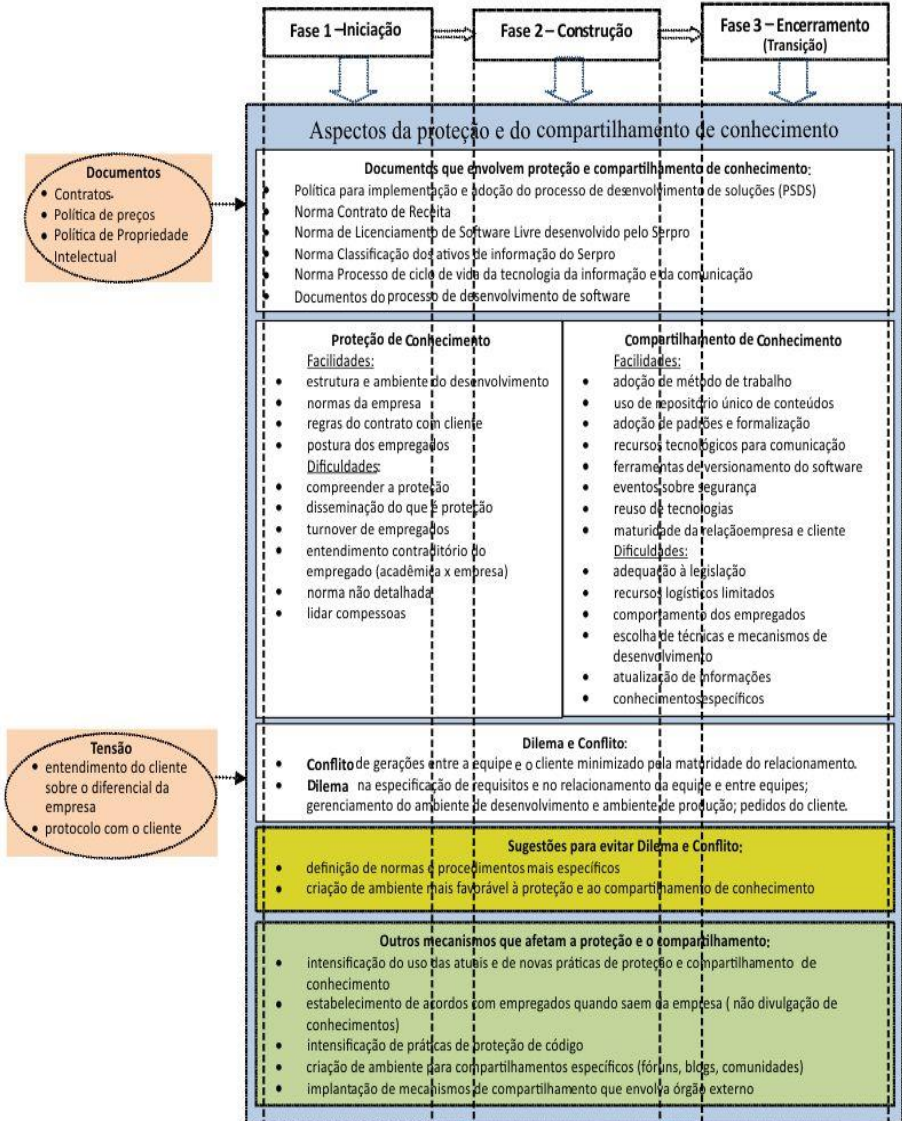 Fase 1 –Iniciação
Fase 2 – Construção
Fase 3 – Encerramento
(Transição)
Aspectos da proteção e do compartilhamento de conhecimento
Documentos
• Contratos.
• Política de preços
• Política de Propriedade
Intelectual
Documentos que envolvem proteção e compartilhamento de conhecimento:
• Política para implementação e adoção do processo de desenvolvimento de soluções (PSDS)
• Norma Contrato de Receita
• Norma de Licenciamento de Software Livre desenvolvido pelo Serpro
• Norma Classificação dos ativos de informação do Serpro
• Norma Processo de ciclo de vida da tecnologia da informação e da comunicação
• Documentos do processo de desenvolvimento de software
Proteção de Conhecimento
Facilidades:
• estrutura e ambiente do desenvolvimento
• normas da empresa
• regras do contrato com cliente
• postura dos empregados
Dificuldades:
• compreender a proteção
• disseminação do que é proteção
• turnover de empregados
• entendimento contraditório do
empregado (acadêmica x empresa)
• norma não detalhada
• lidar compessoas
Compartilhamento de Conhecimento
Facilidades:
• adoção de método de trabalho
• uso de repositório único de conteúdos
• adoção de padrões e formalização
• recursos tecnológicos para comunicação
• ferramentas de versionamento do software
• eventos sobre segurança
• reuso de tecnologias
• maturidade da relaçãoempresa e cliente
Dificuldades:
• adequação à legislação
• recursos logísticos limitados
• comportamento dos empregados
• escolha de técnicas e mecanismos de
desenvolvimento
• atualização de informações
• conhecimentosespecíficos
Tensão
• entendimento do cliente
sobre o diferencial da
empresa
• protocolo com o cliente
Dilema e Conflito:
• Conflito de gerações entre a equipe e o cliente minimizado pela maturidade do relacionamento.
• Dilema na especificação de requisitos e no relacionamento da equipe e entre equipes;
gerenciamento do ambiente de desenvolvimento e ambiente de produção; pedidos do cliente.
Sugestões para evitar Dilema e Conflito:
• definição de normas e procedimentos mais específicos
• criação de ambiente mais favorável à proteção e ao compartilhamento de conhecimento
Outros mecanismos que afetam a proteção e o compartilhamento:
• intensificação do uso das atuais e de novas práticas de proteção e compartilhamento de
conhecimento
• estabelecimento de acordos com empregados quando saem da empresa ( não divulgação de
conhecimentos)
• intensificação de práticas de proteção de código
• criação de ambiente para compartilhamentos específicos (fóruns, blogs, comunidades)
• implantação de mecanismos de compartilhamento que envolva órgão externo